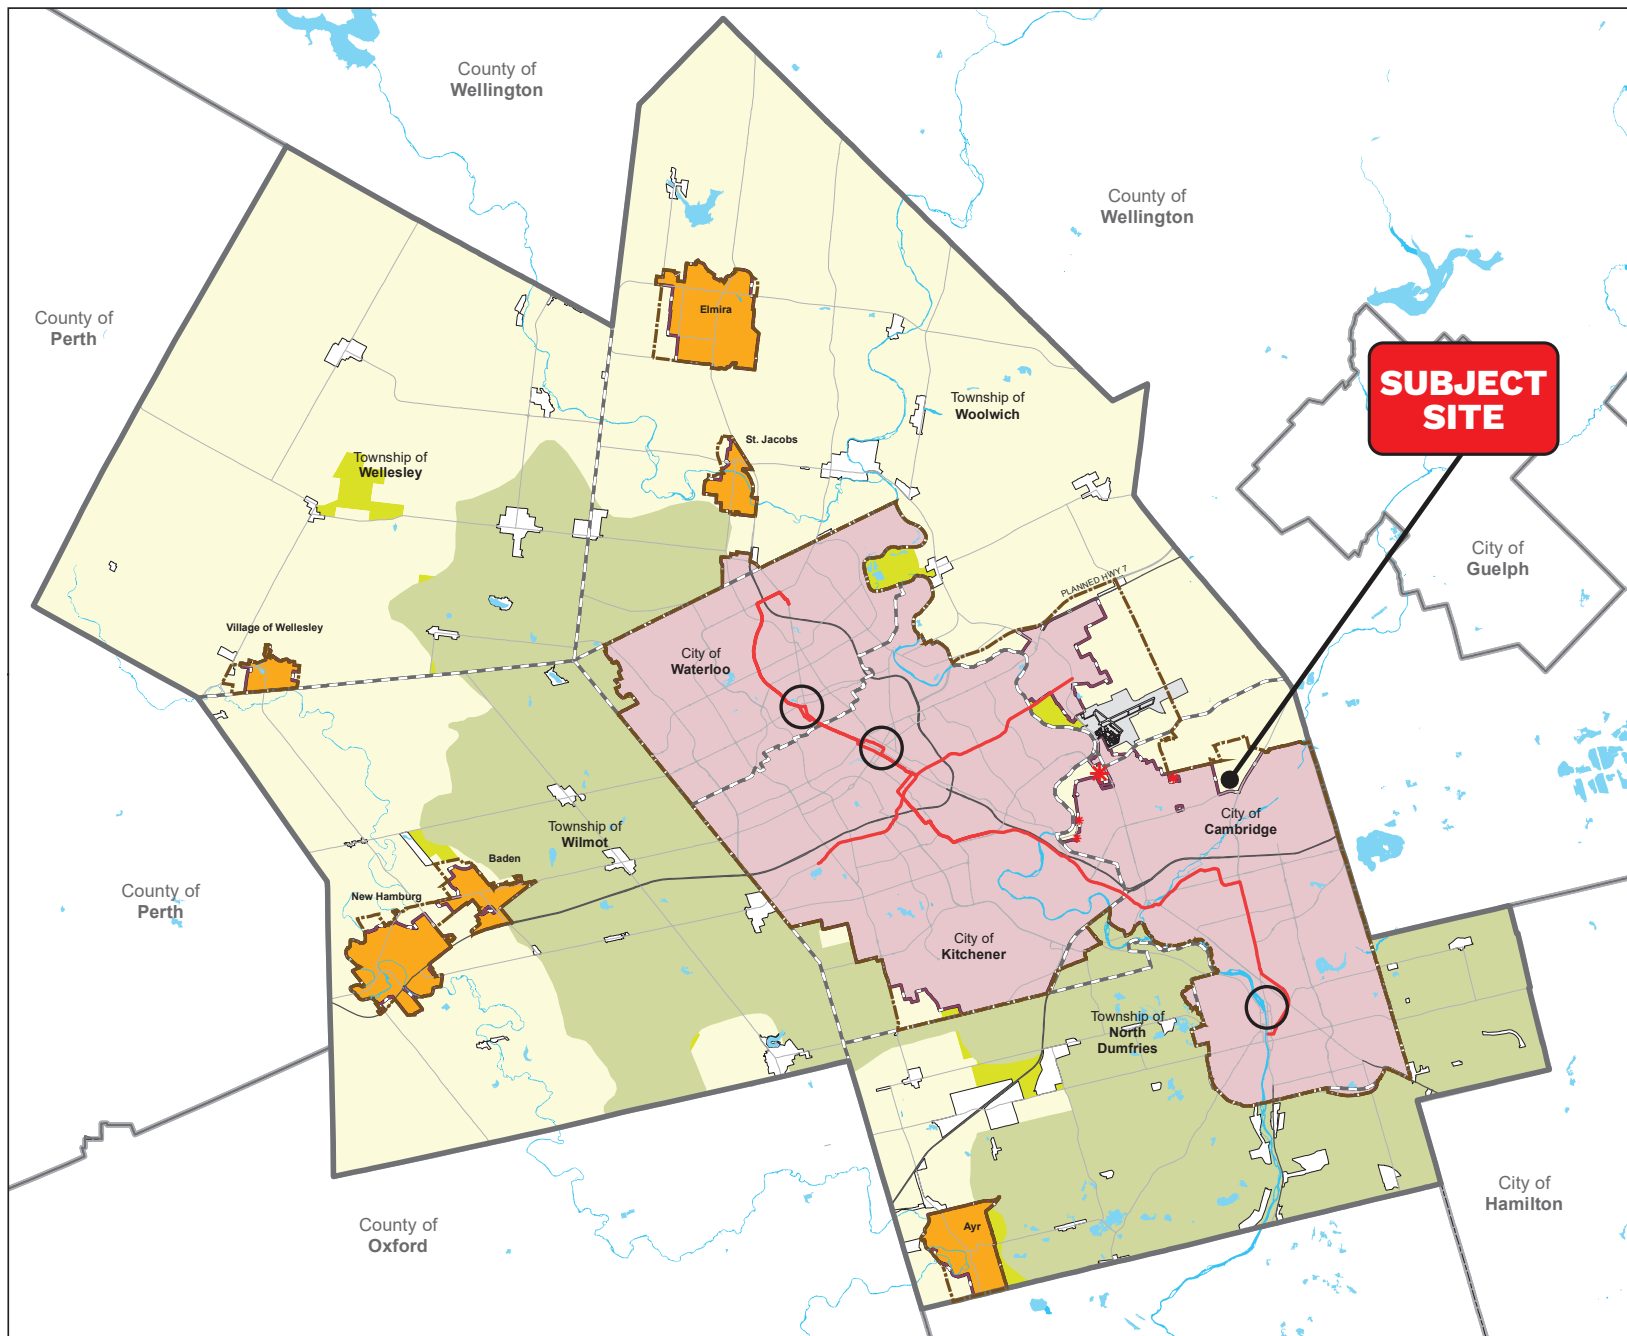 County of
Wellington
County of
Wellington
County of
Perth
Elmira
SUBJECT
SITE
Township of
Woolwich
St. Jacobs
Township of
Wellesley
City of
Guelph
PLANNED HWY 7
Village of Wellesley
City of
Waterloo
City of
Cambridge
Township of
Wilmot
Baden
New Hamburg
County of
Perth
City of
Kitchener
Township of
North
Dumfries
City of
Hamilton
County of
Oxford
Ayr